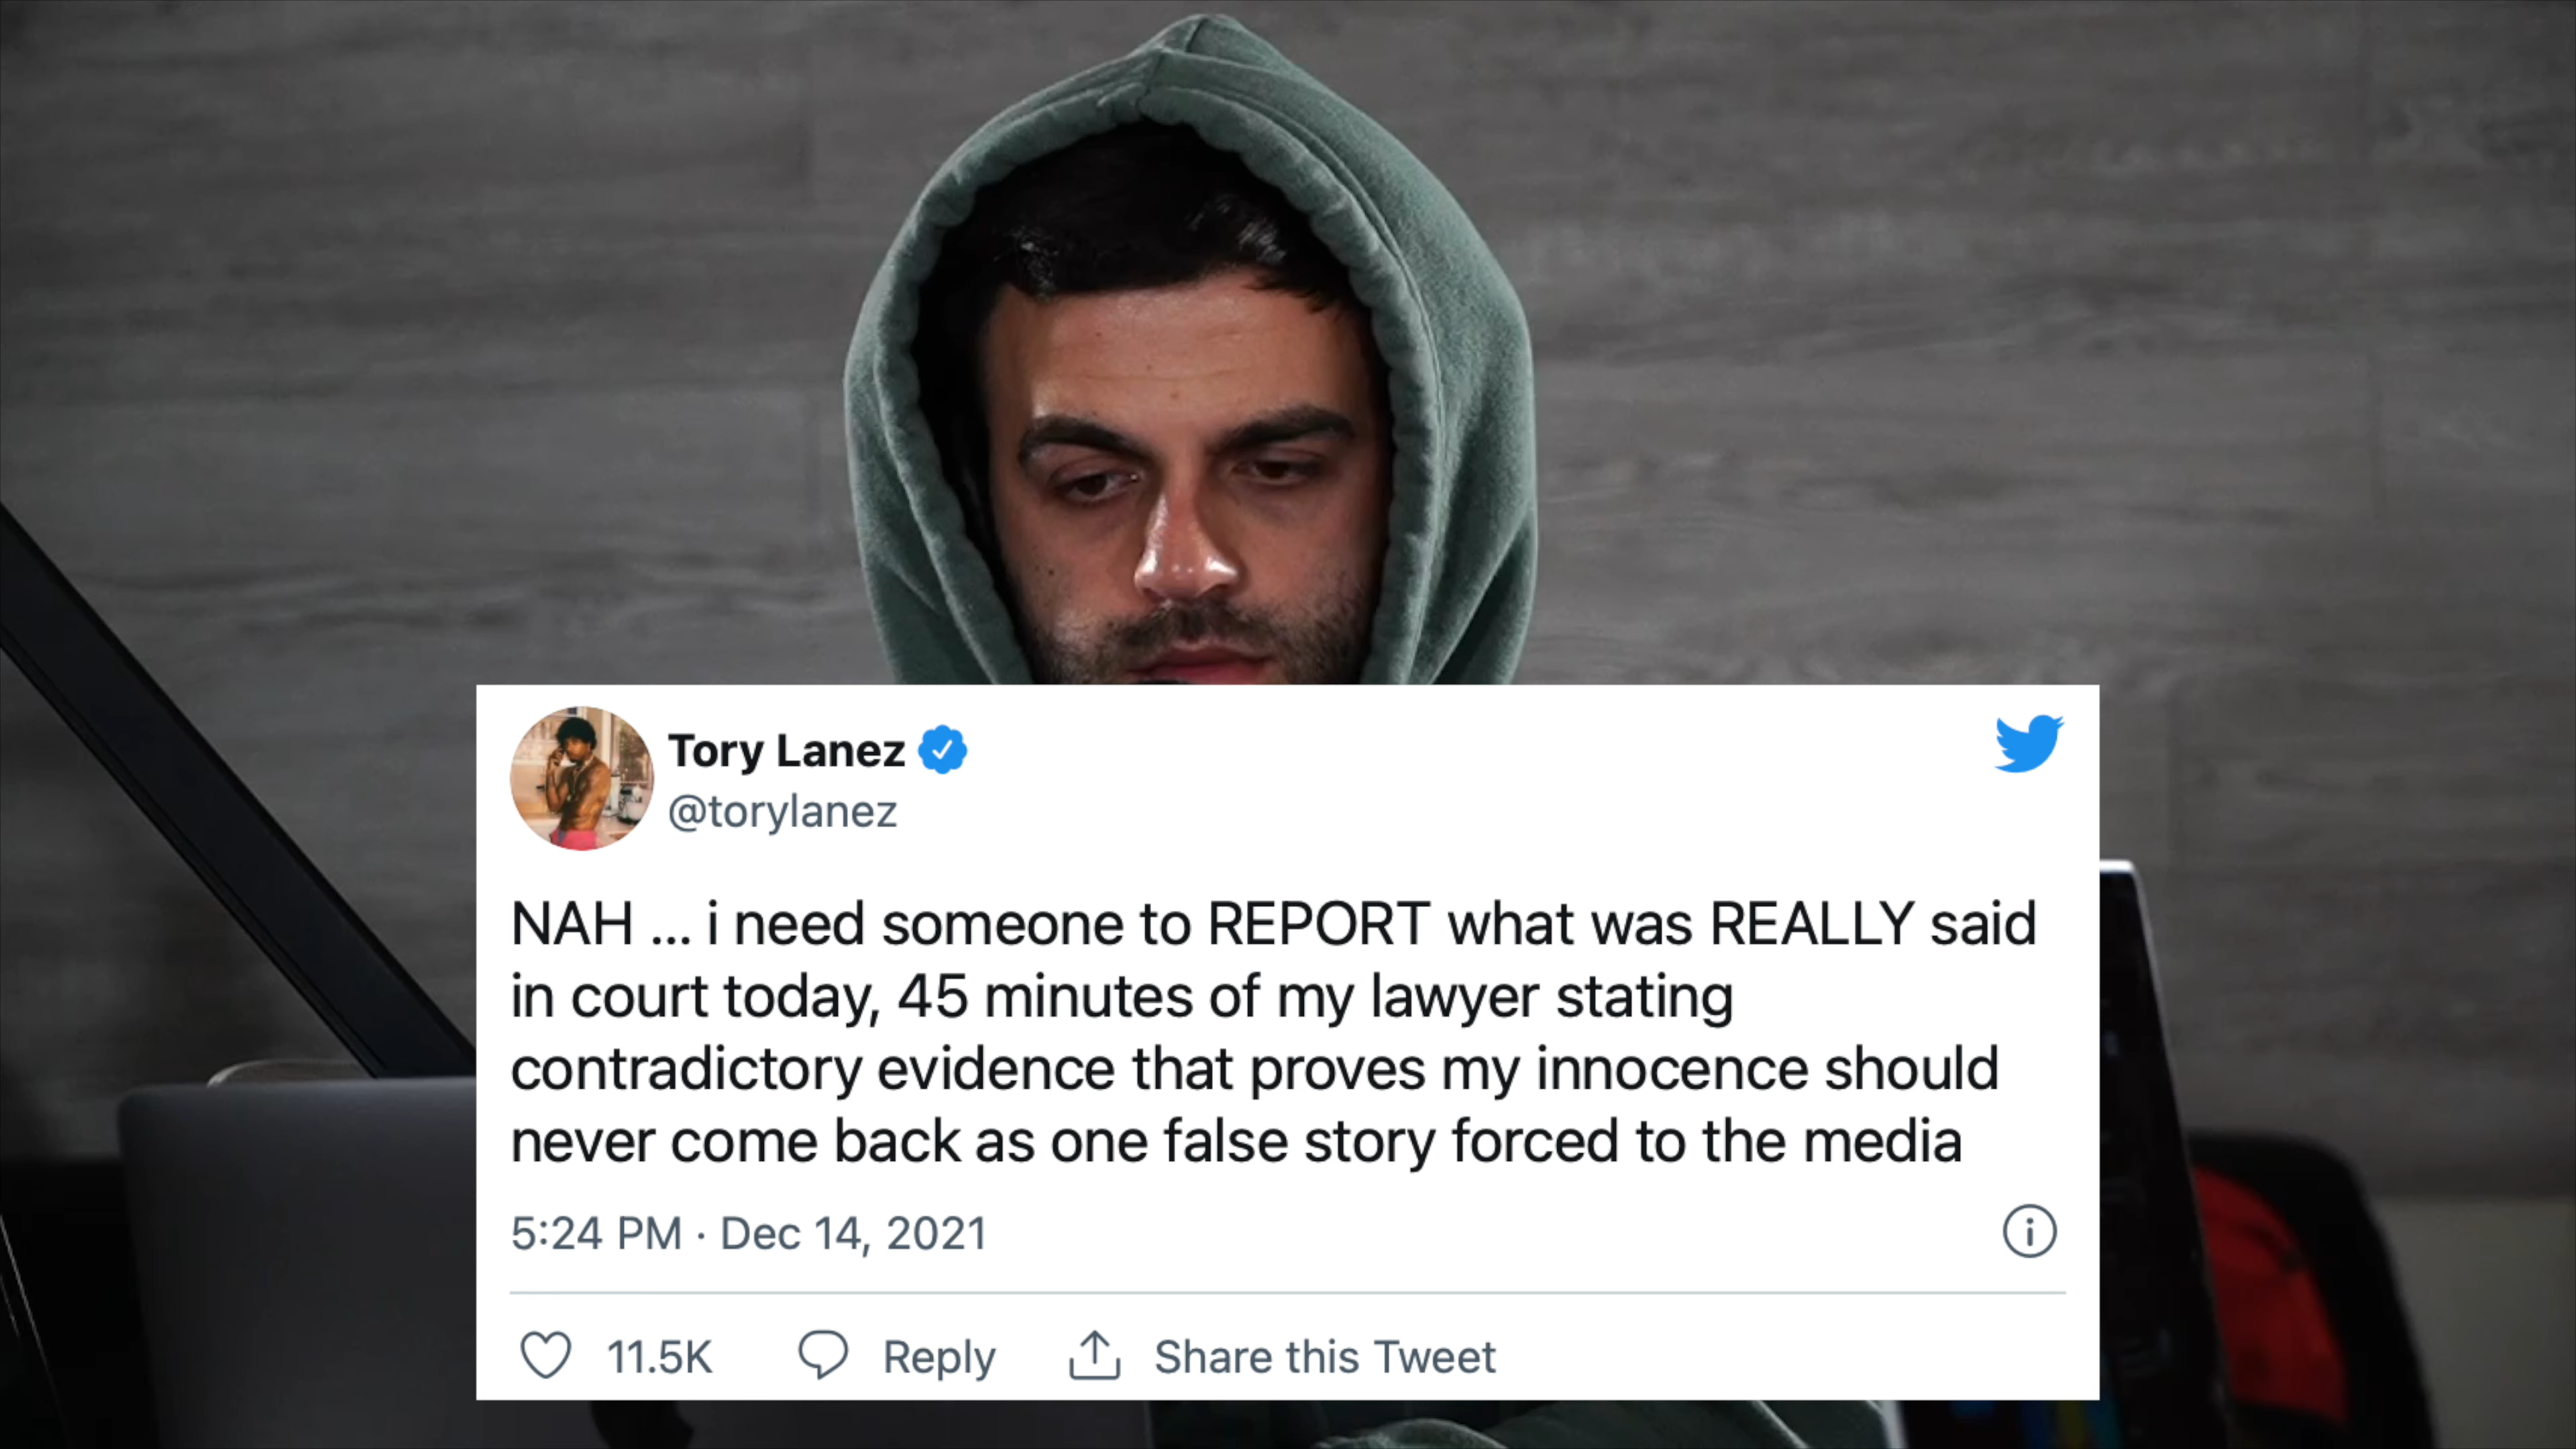 Tory Lanez
@torylanez
NAH ... i need someone to REPORT what was REALLY said
in court today, 45 minutes of my lawyer stating
contradictory evidence that proves my innocence should
never come back as one false story forced to the media
5:24 PM · Dec 14, 2021
11.5K Reply Share this Tweet